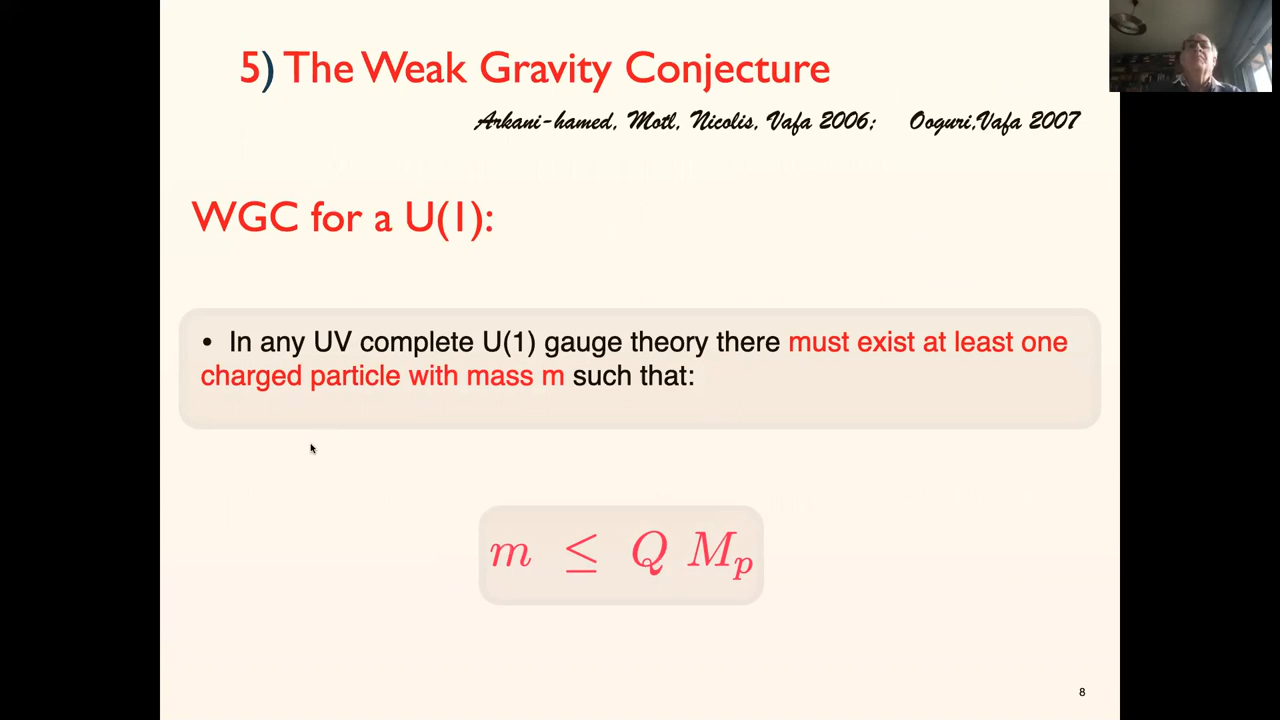 5) The Weak Gravity Conjecture
Arkani-hamed, Motl, Nicolis, Vafa 2006; Ooguri,Vafa 2007
WGC for a U(1):
• In any UV complete U(1) gauge theory there must exist at least one
charged particle with mass m such that:
m ≤ Q M_p
8